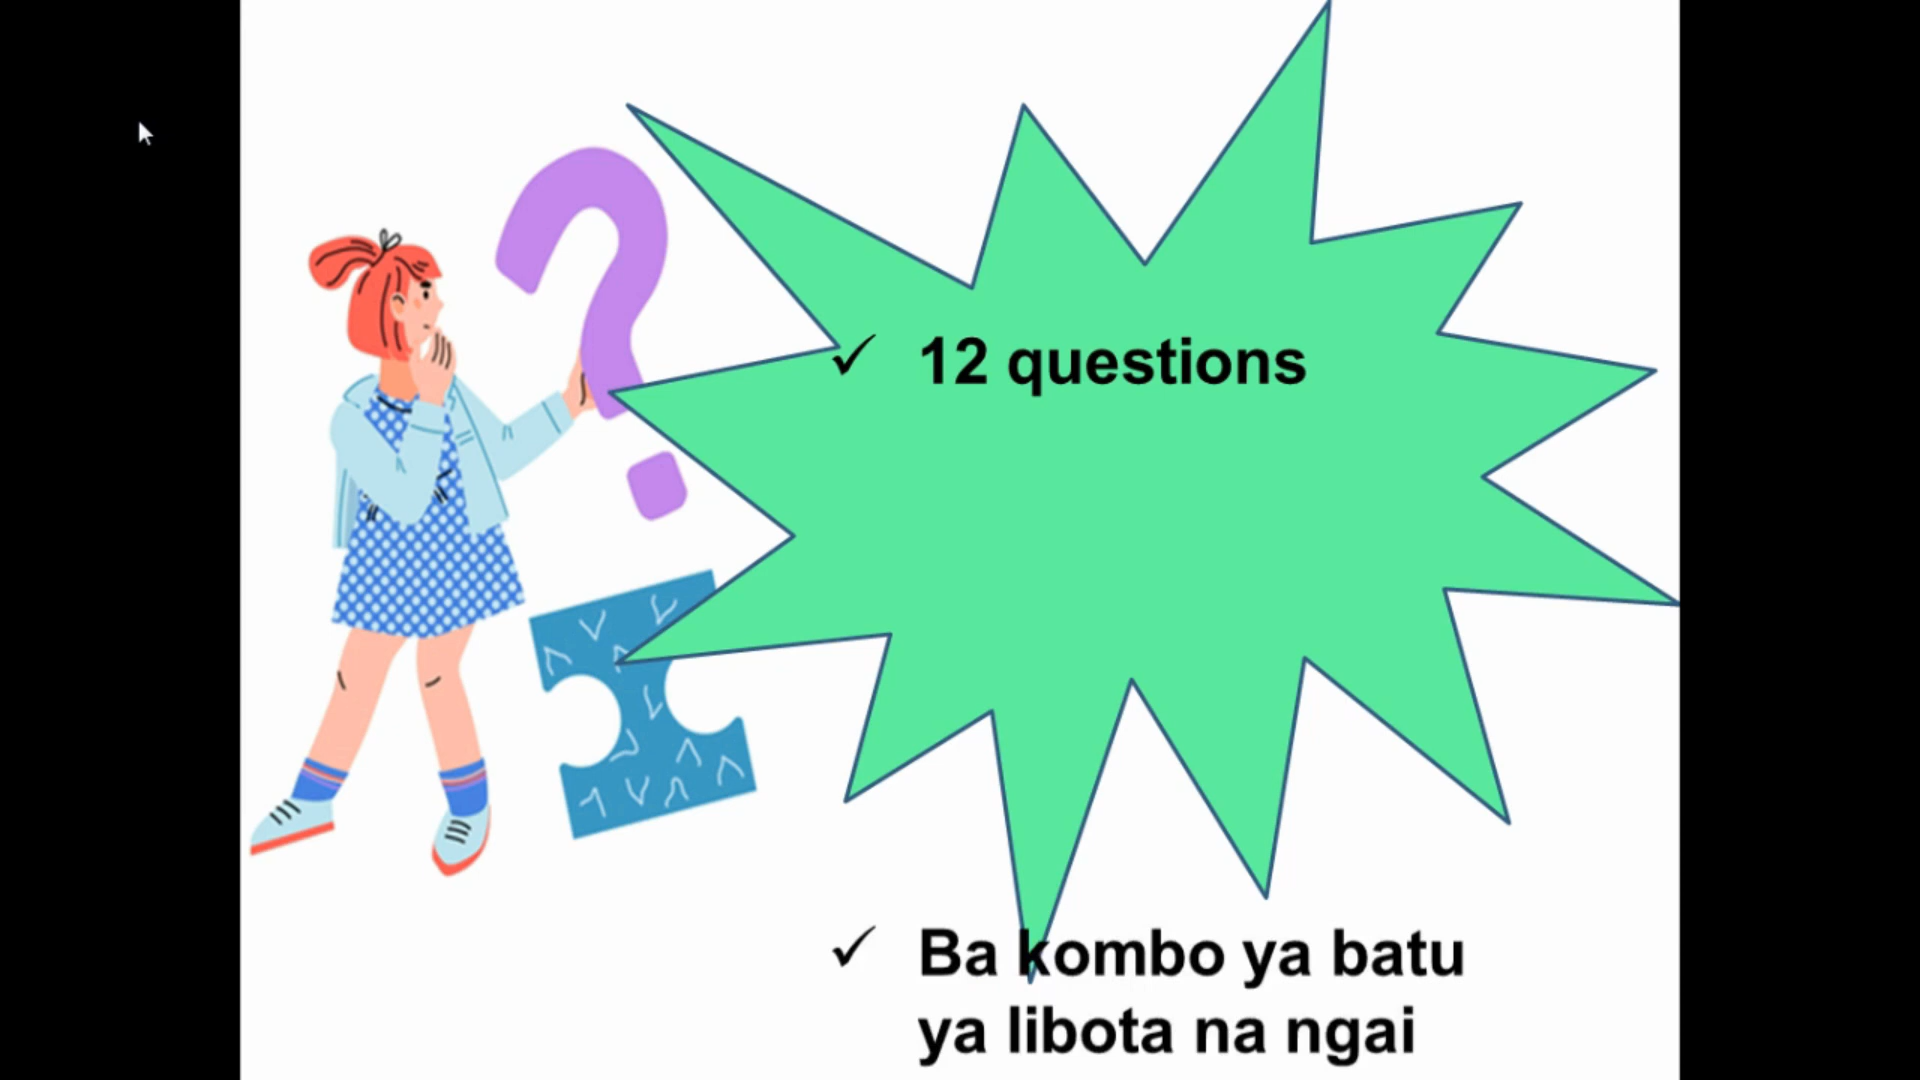 ✓ 12 questions
✓ Ba kombo ya batu
ya libota na ngai